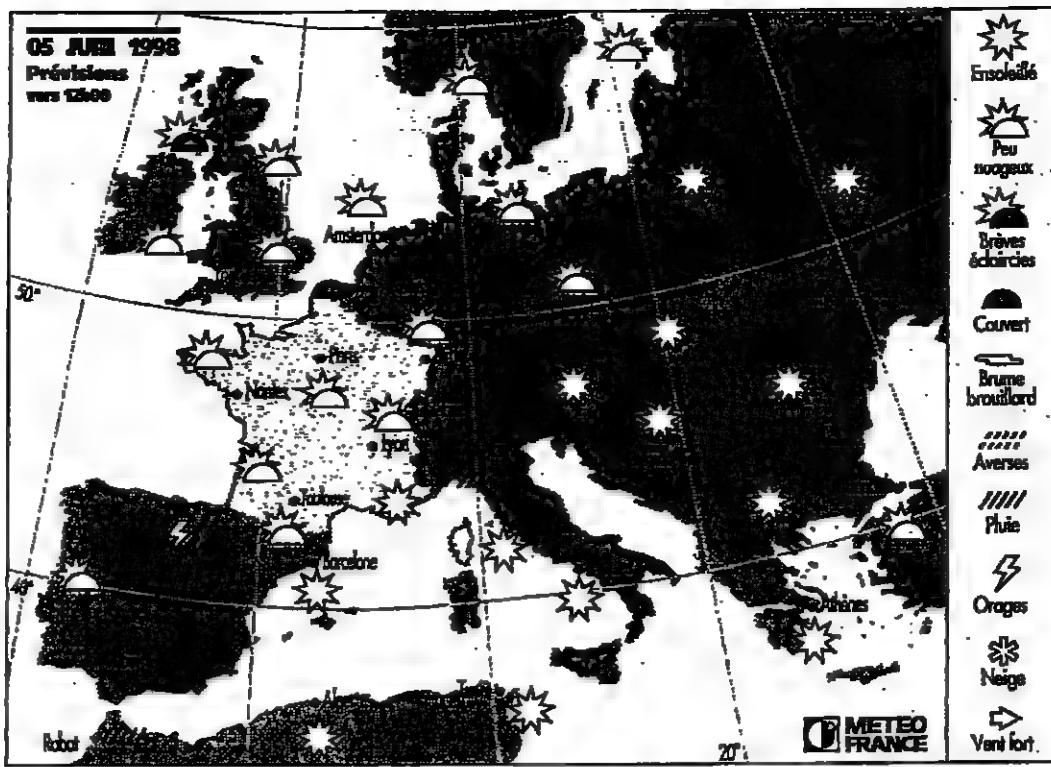 05 JUIN 1998
Prévisions
vers 12h00
Amsterdam
50°
Paris
Nantes
Lyon
Toulouse
Barcelone
40°
Athènes
Rabat
20°
METEO
FRANCE
Ensoleillé
Peu
nuageux
Brèves
éclaircies
Couvert
Brume
brouillard
Averses
Pluie
Orages
Neige
Vent fort